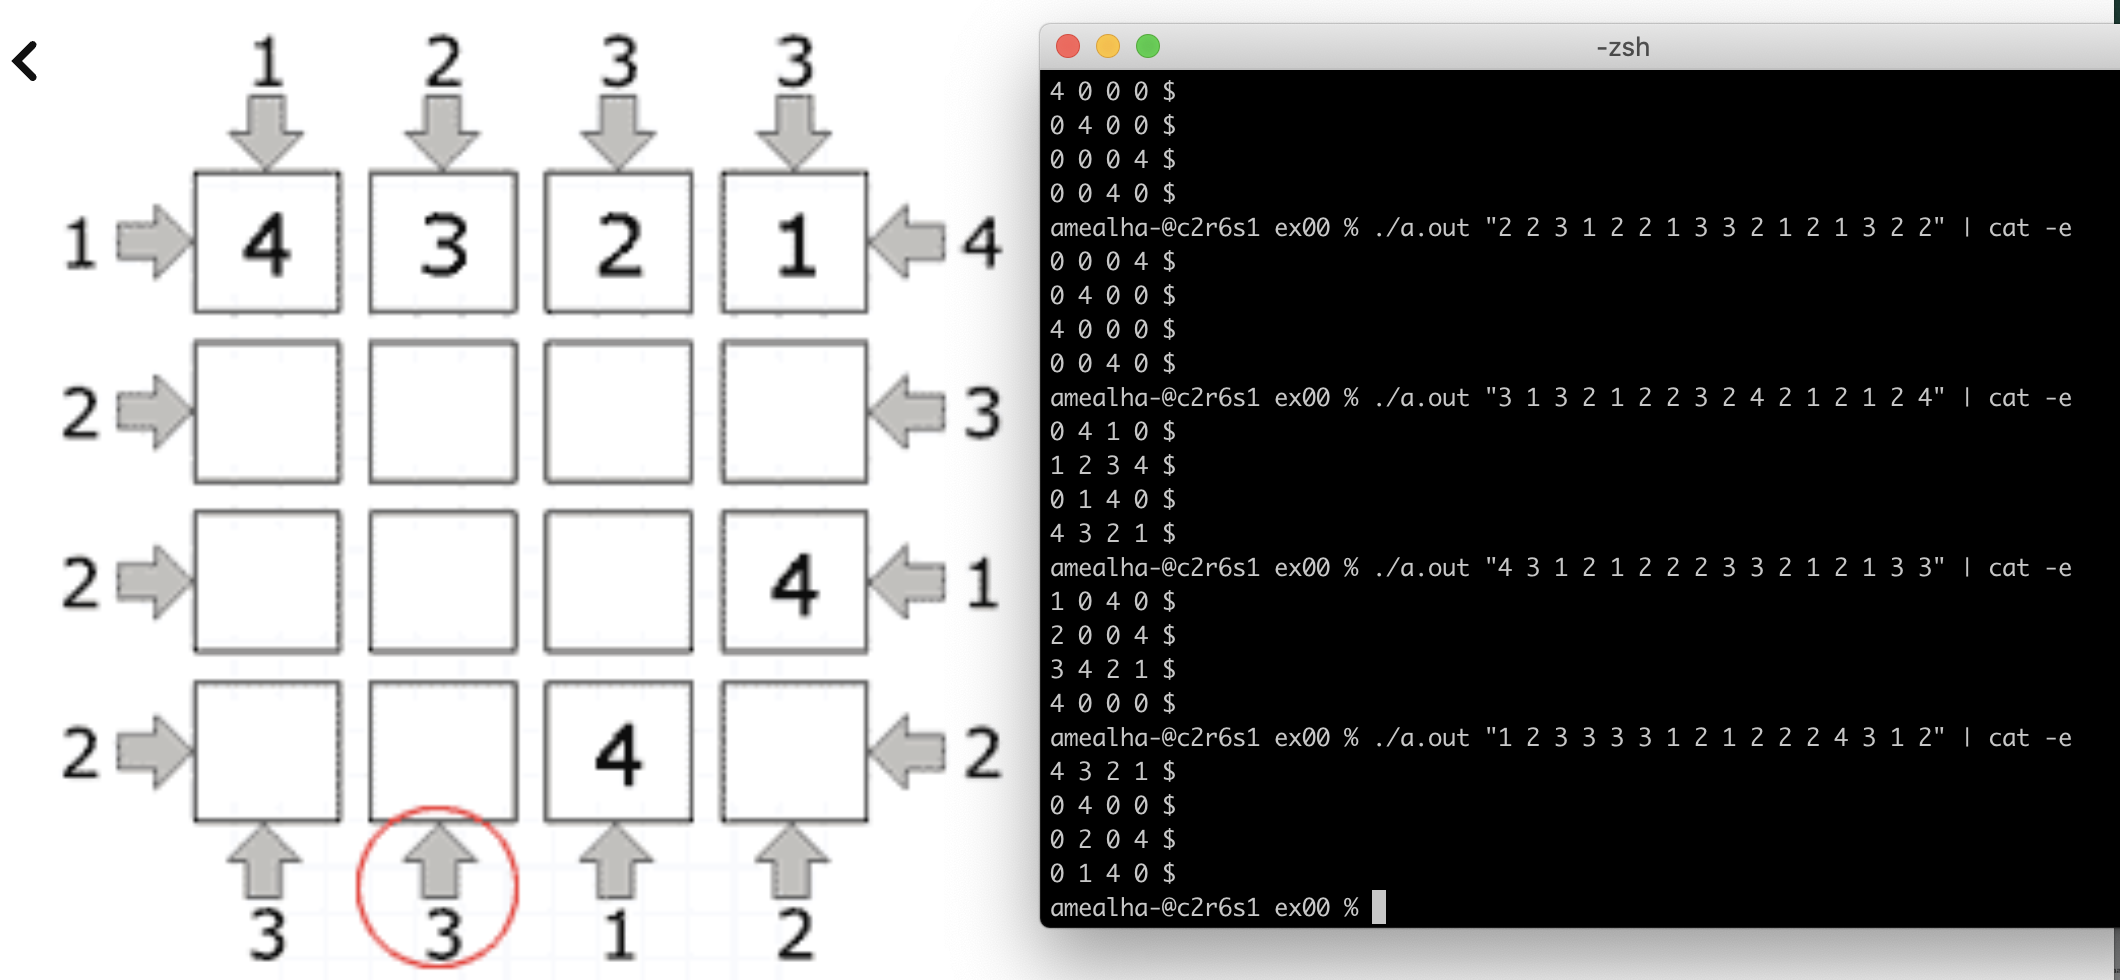 1 2 3 3
1 4 3 2 1 4
2 3
2 4 1
2 4 2
3 3 1 2
-zsh
4 0 0 0 $
0 4 0 0 $
0 0 0 4 $
0 0 4 0 $
amealha-@c2r6s1 ex00 % ./a.out "2 2 3 1 2 2 1 3 3 2 1 2 1 3 2 2" | cat -e
0 0 0 4 $
0 4 0 0 $
4 0 0 0 $
0 0 4 0 $
amealha-@c2r6s1 ex00 % ./a.out "3 1 3 2 1 2 2 3 2 4 2 1 2 1 2 4" | cat -e
0 4 1 0 $
1 2 3 4 $
0 1 4 0 $
4 3 2 1 $
amealha-@c2r6s1 ex00 % ./a.out "4 3 1 2 1 2 2 2 3 3 2 1 2 1 3 3" | cat -e
1 0 4 0 $
2 0 0 4 $
3 4 2 1 $
4 0 0 0 $
amealha-@c2r6s1 ex00 % ./a.out "1 2 3 3 3 3 1 2 1 2 2 2 4 3 1 2" | cat -e
4 3 2 1 $
0 4 0 0 $
0 2 0 4 $
0 1 4 0 $
amealha-@c2r6s1 ex00 %